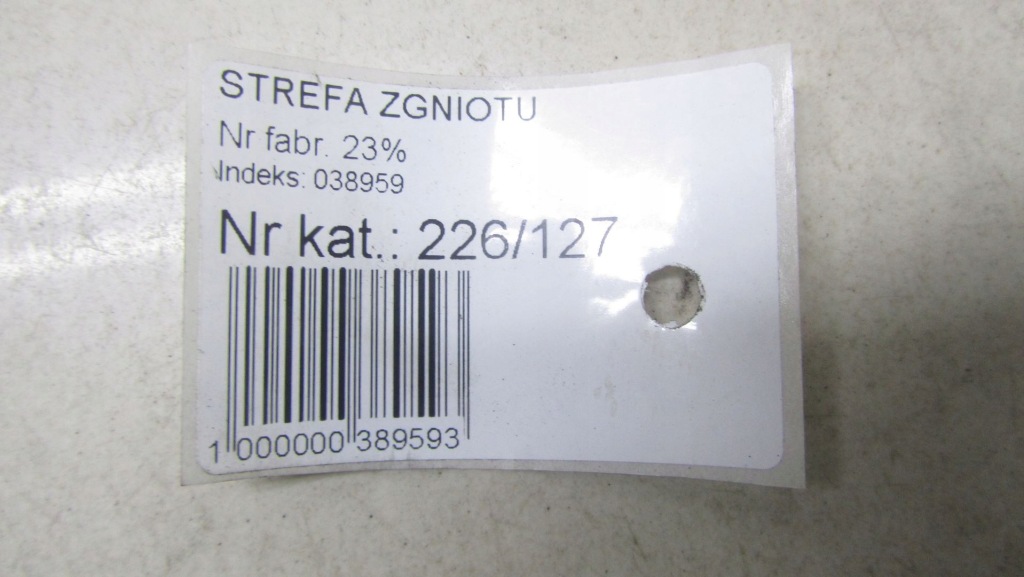 STREFA ZGNIOTU
Nr fabr. 23%
Indeks: 038959
Nr kat.: 226/127
1 000000 389593